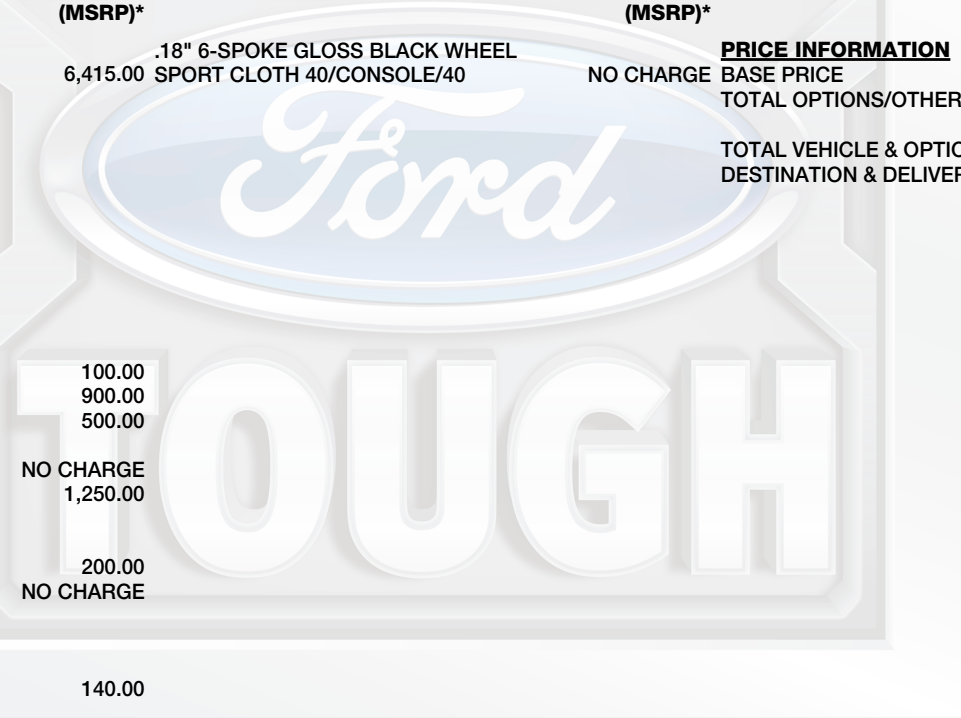 (MSRP)* (MSRP)*
.18" 6-SPOKE GLOSS BLACK WHEEL PRICE INFORMATION
6,415.00 SPORT CLOTH 40/CONSOLE/40 NO CHARGE BASE PRICE
TOTAL OPTIONS/OTHER
TOTAL VEHICLE & OPTIO
DESTINATION & DELIVER
Ford
100.00
900.00
500.00
NO CHARGE
1,250.00
TOUGH
200.00
NO CHARGE
140.00